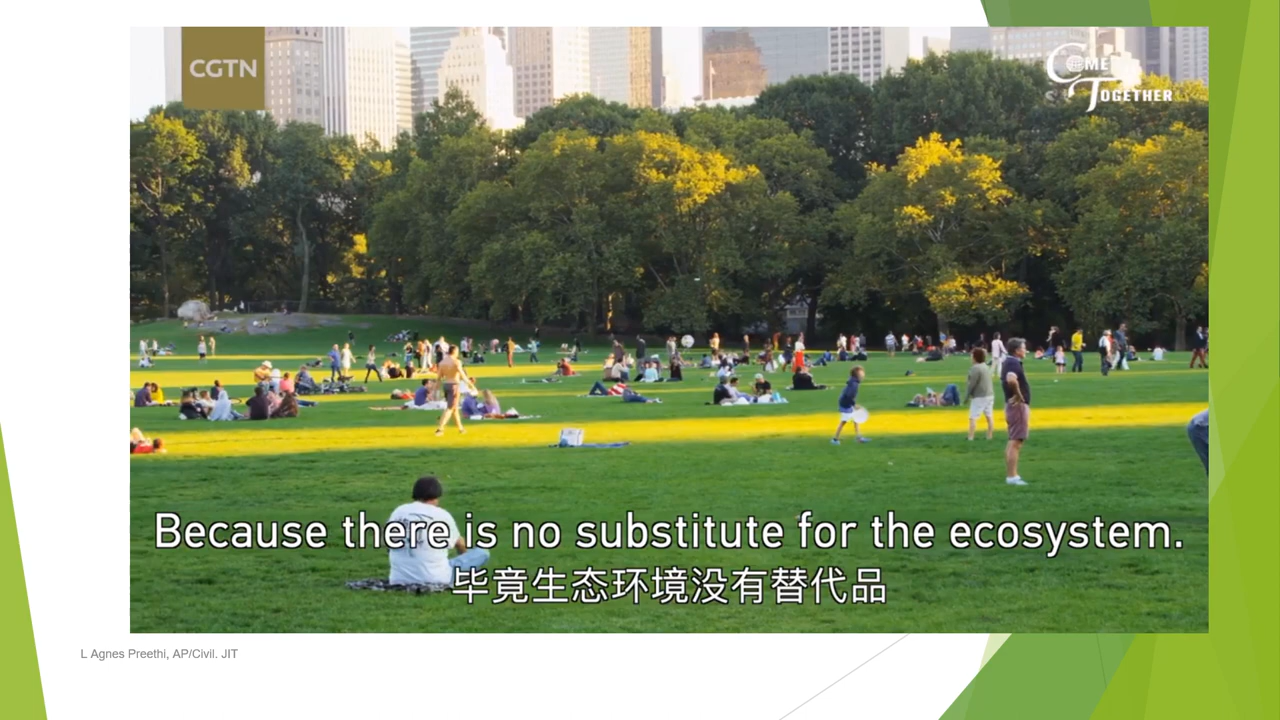 CGTN
COME
TOGETHER
Because there is no substitute for the ecosystem.
毕竟生态环境没有替代品
L Agnes Preethi, AP/Civil. JIT